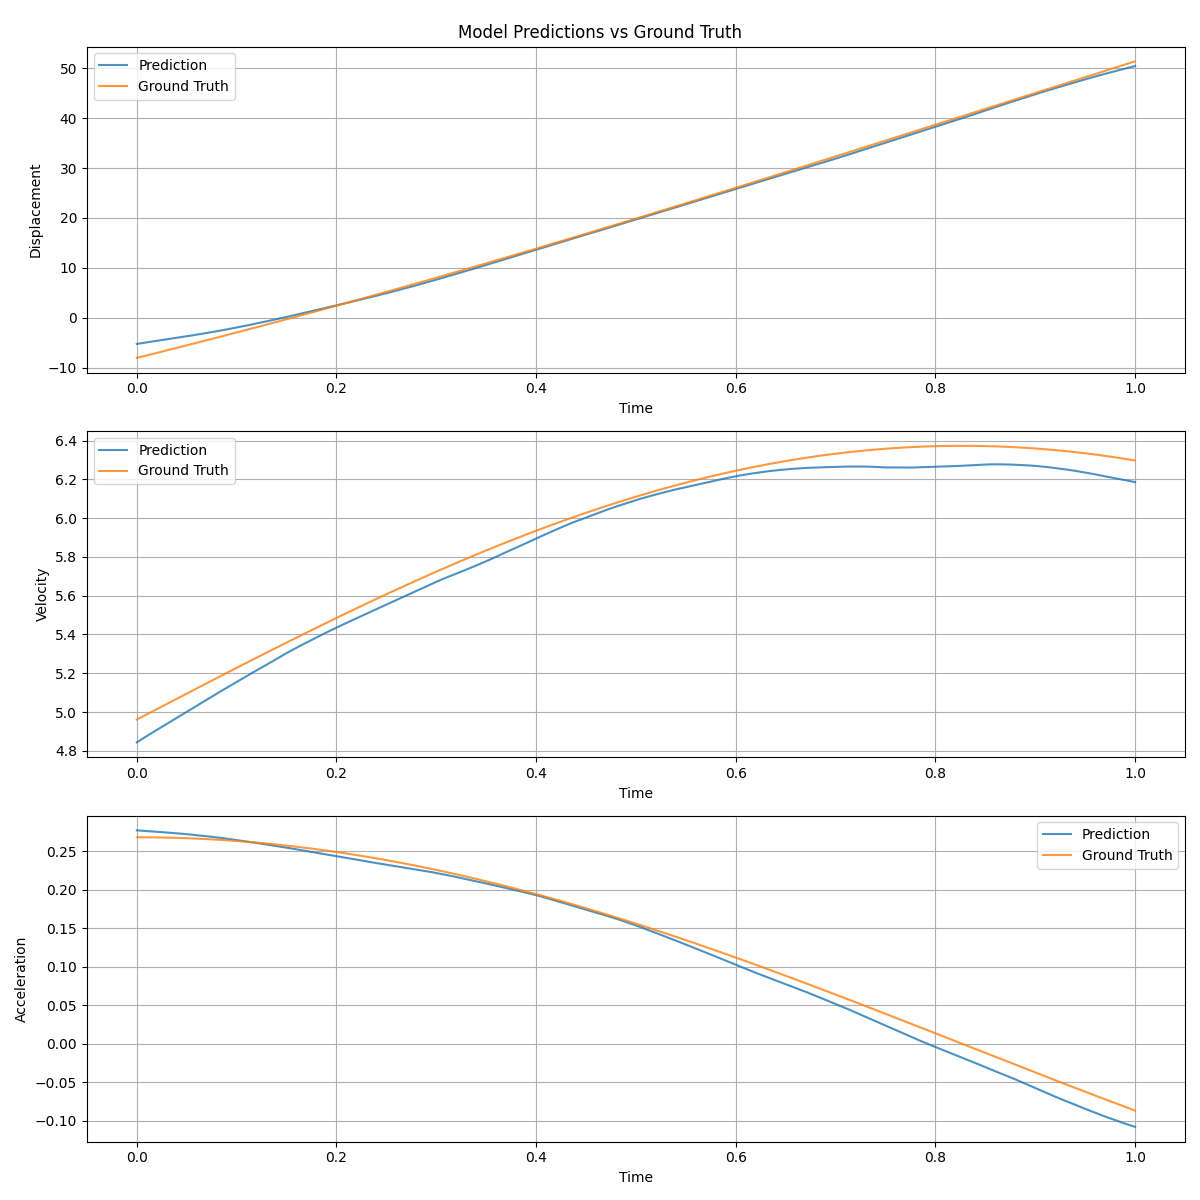 Model Predictions vs Ground Truth
Prediction
Ground Truth
50
40
30
20
10
0
−10
Displacement
0.0 0.2 0.4 0.6 0.8 1.0
Time
Prediction
Ground Truth
6.4
6.2
6.0
5.8
5.6
5.4
5.2
5.0
4.8
Velocity
0.0 0.2 0.4 0.6 0.8 1.0
Time
Prediction
Ground Truth
0.25
0.20
0.15
0.10
0.05
0.00
−0.05
−0.10
Acceleration
0.0 0.2 0.4 0.6 0.8 1.0
Time